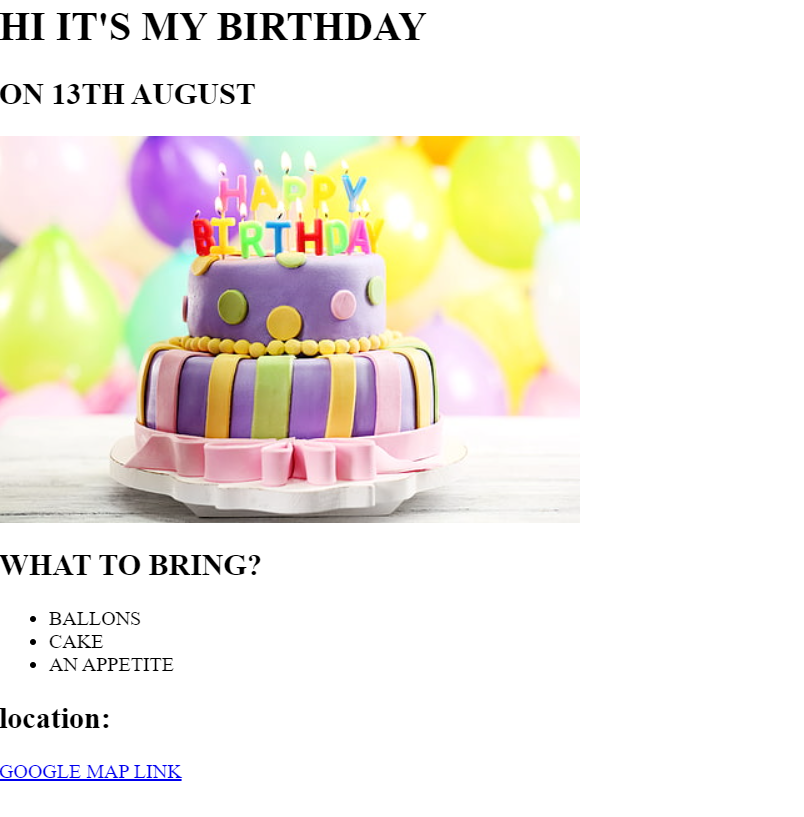 HI IT'S MY BIRTHDAY
ON 13TH AUGUST
HAPPY
BIRTHDAY
WHAT TO BRING?
BALLONS
CAKE
AN APPETITE
location:
GOOGLE MAP LINK